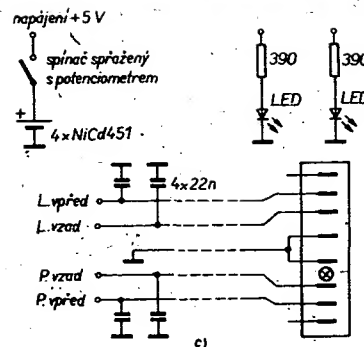 napájení +5 V
spínač spřažený
s potenciometrem
+
4×NiCd451
390
390
LED
LED
4×22n
L.vpřed
L.vzad
P.vzad
P.vpřed
c)